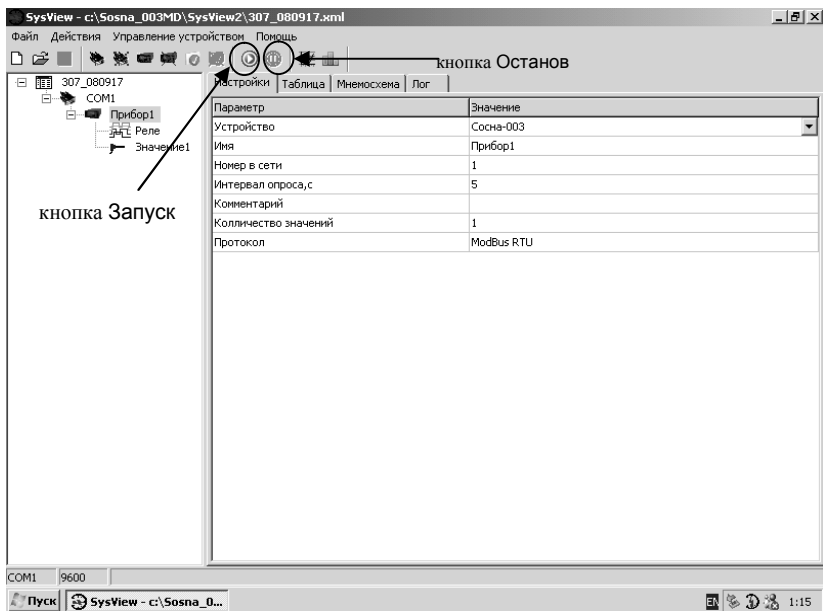 SysView - c:\Sosna_003MD\SysView2\307_080917.xml
Файл Действия Управление устройством Помощь
кнопка Останов
307_080917
COM1
Прибор1
Реле
Значение1
кнопка Запуск
Настройки Таблица Мнемосхема Лог
Параметр Значение
Устройство Сосна-003
Имя Прибор1
Номер в сети 1
Интервал опроса,с 5
Комментарий
Колличество значений 1
Протокол ModBus RTU
COM1 9600
Пуск SysView - c:\Sosna_0... EN 1:15